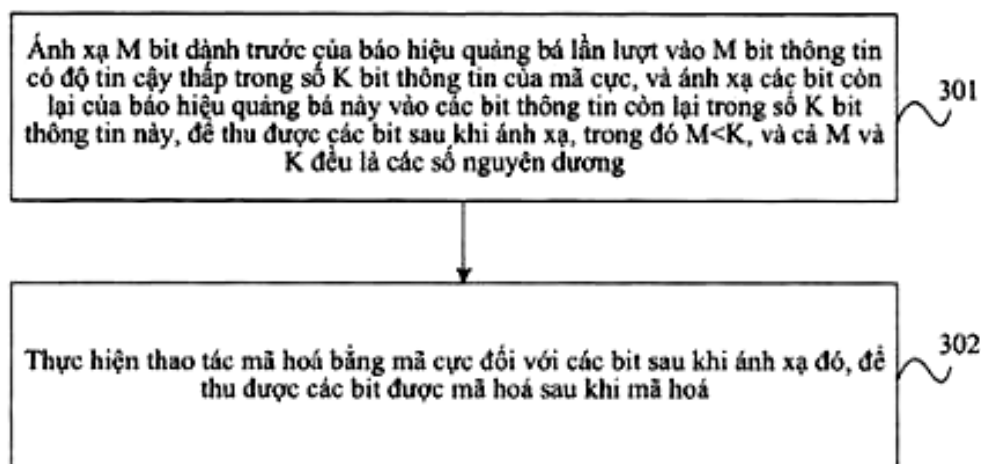 Ánh xạ M bit dành trước của báo hiệu quảng bá lần lượt vào M bit thông tin
có độ tin cậy thấp trong số K bit thông tin của mã cực, và ánh xạ các bit còn
lại của báo hiệu quảng bá này vào các bit thông tin còn lại trong số K bit
thông tin này, để thu được các bit sau khi ánh xạ, trong đó M<K, và cả M và
K đều là các số nguyên dương
301
Thực hiện thao tác mã hoá bằng mã cực đối với các bit sau khi ánh xạ đó, để
thu được các bit được mã hoá sau khi mã hoá
302